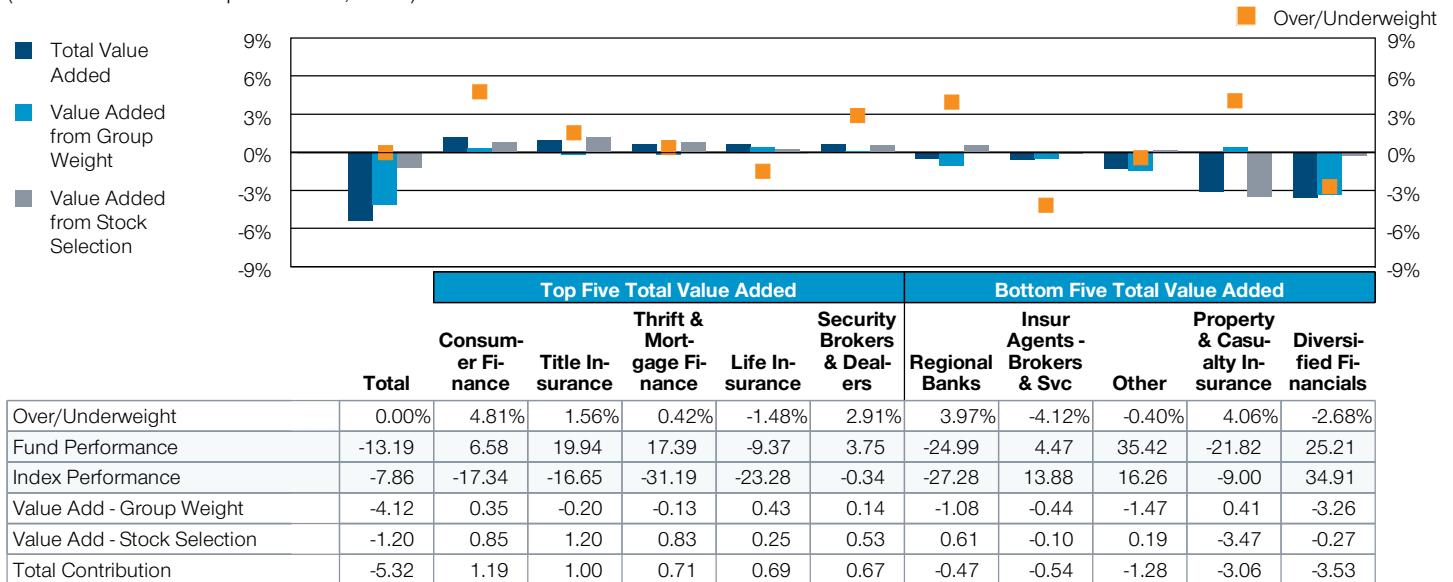 Over/Underweight
Total Value
Added
Value Added
from Group
Weight
Value Added
from Stock
Selection
9%
6%
3%
0%
-3%
-6%
-9%
9%
6%
3%
0%
-3%
-6%
-9%
Top Five Total Value Added Bottom Five Total Value Added
Total
Consum-
er Fi-
nance
Title In-
surance
Thrift &
Mort-
gage Fi-
nance
Life In-
surance
Security
Brokers
& Deal-
ers
Regional
Banks
Insur
Agents -
Brokers
& Svc
Other
Property
& Casu-
alty In-
surance
Diversi-
fied Fi-
nancials
Over/Underweight 0.00% 4.81% 1.56% 0.42% -1.48% 2.91% 3.97% -4.12% -0.40% 4.06% -2.68%
Fund Performance -13.19 6.58 19.94 17.39 -9.37 3.75 -24.99 4.47 35.42 -21.82 25.21
Index Performance -7.86 -17.34 -16.65 -31.19 -23.28 -0.34 -27.28 13.88 16.26 -9.00 34.91
Value Add - Group Weight -4.12 0.35 -0.20 -0.13 0.43 0.14 -1.08 -0.44 -1.47 0.41 -3.26
Value Add - Stock Selection -1.20 0.85 1.20 0.83 0.25 0.53 0.61 -0.10 0.19 -3.47 -0.27
Total Contribution -5.32 1.19 1.00 0.71 0.69 0.67 -0.47 -0.54 -1.28 -3.06 -3.53